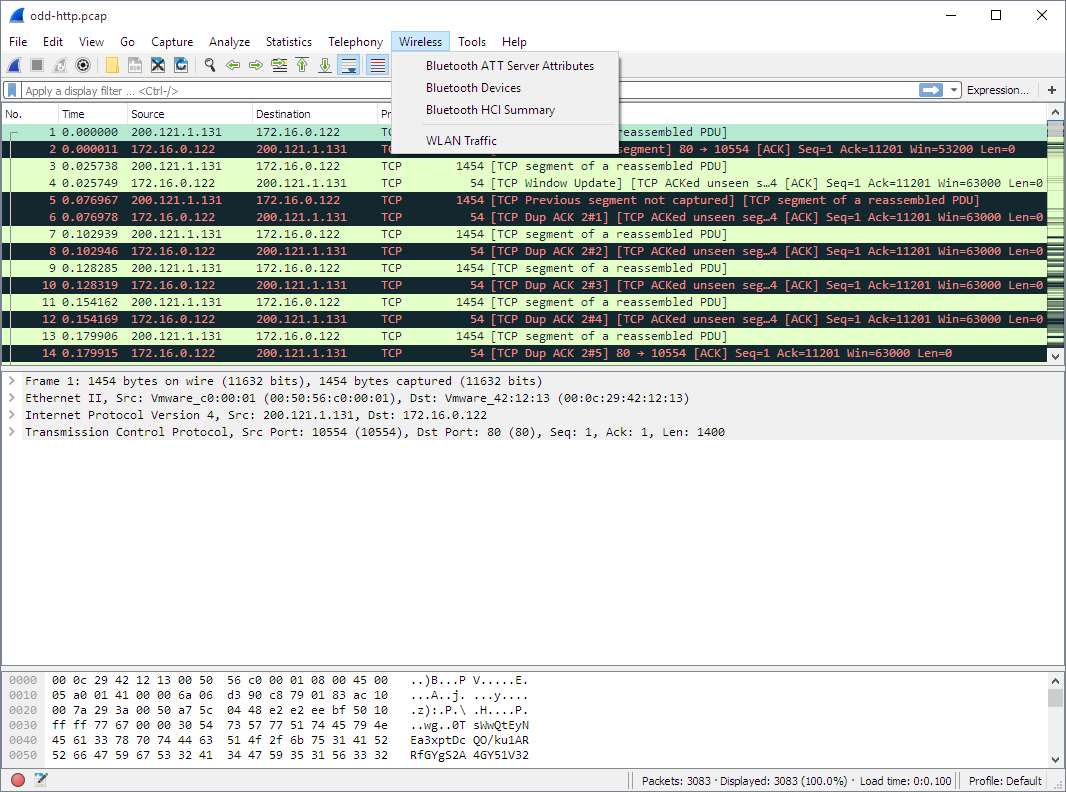 odd-http.pcap
File Edit View Go Capture Analyze Statistics Telephony Wireless Tools Help
Bluetooth ATT Server Attributes
Bluetooth Devices
Bluetooth HCI Summary
WLAN Traffic
Apply a display filter ... <Ctrl-/> Expression... +
No. Time Source Destination
1 0.000000 200.121.1.131 172.16.0.122 reassembled PDU]
2 0.000011 172.16.0.122 200.121.1.131 segment] 80 → 10554 [ACK] Seq=1 Ack=11201 Win=53200 Len=0
3 0.025738 200.121.1.131 172.16.0.122 TCP 1454 [TCP segment of a reassembled PDU]
4 0.025749 172.16.0.122 200.121.1.131 TCP 54 [TCP Window Update] [TCP ACKed unseen s…4 [ACK] Seq=1 Ack=11201 Win=63000 Len=0
5 0.076967 200.121.1.131 172.16.0.122 TCP 1454 [TCP Previous segment not captured] [TCP segment of a reassembled PDU]
6 0.076978 172.16.0.122 200.121.1.131 TCP 54 [TCP Dup ACK 2#1] [TCP ACKed unseen seg…4 [ACK] Seq=1 Ack=11201 Win=63000 Len=0
7 0.102939 200.121.1.131 172.16.0.122 TCP 1454 [TCP segment of a reassembled PDU]
8 0.102946 172.16.0.122 200.121.1.131 TCP 54 [TCP Dup ACK 2#2] [TCP ACKed unseen seg…4 [ACK] Seq=1 Ack=11201 Win=63000 Len=0
9 0.128285 200.121.1.131 172.16.0.122 TCP 1454 [TCP segment of a reassembled PDU]
10 0.128319 172.16.0.122 200.121.1.131 TCP 54 [TCP Dup ACK 2#3] [TCP ACKed unseen seg…4 [ACK] Seq=1 Ack=11201 Win=63000 Len=0
11 0.154162 200.121.1.131 172.16.0.122 TCP 1454 [TCP segment of a reassembled PDU]
12 0.154169 172.16.0.122 200.121.1.131 TCP 54 [TCP Dup ACK 2#4] [TCP ACKed unseen seg…4 [ACK] Seq=1 Ack=11201 Win=63000 Len=0
13 0.179906 200.121.1.131 172.16.0.122 TCP 1454 [TCP segment of a reassembled PDU]
14 0.179915 172.16.0.122 200.121.1.131 TCP 54 [TCP Dup ACK 2#5] 80 → 10554 [ACK] Seq=1 Ack=11201 Win=63000 Len=0
Frame 1: 1454 bytes on wire (11632 bits), 1454 bytes captured (11632 bits)
Ethernet II, Src: Vmware_c0:00:01 (00:50:56:c0:00:01), Dst: Vmware_42:12:13 (00:0c:29:42:12:13)
Internet Protocol Version 4, Src: 200.121.1.131, Dst: 172.16.0.122
Transmission Control Protocol, Src Port: 10554 (10554), Dst Port: 80 (80), Seq: 1, Ack: 1, Len: 1400
0000 00 0c 29 42 12 13 00 50 56 c0 00 01 08 00 45 00 ..)B...P V.....E.
0010 05 a0 01 41 00 00 6a 06 d3 90 c8 79 01 83 ac 10 ...A..j. ...y....
0020 00 7a 29 3a 00 50 a7 5c 04 48 e2 e2 ee bf 50 10 .z):.P.\ .H....P.
0030 ff ff 77 67 00 00 30 54 73 57 77 51 74 45 79 4e ..wg..0T sWwQtEyN
0040 45 61 33 78 70 74 44 63 51 4f 2f 6b 75 31 41 52 Ea3xptDc QO/ku1AR
0050 52 66 47 59 67 53 32 41 34 47 59 35 31 56 33 32 RfGYgS2A 4GY51V32
Packets: 3083 · Displayed: 3083 (100.0%) · Load time: 0:0.100 Profile: Default